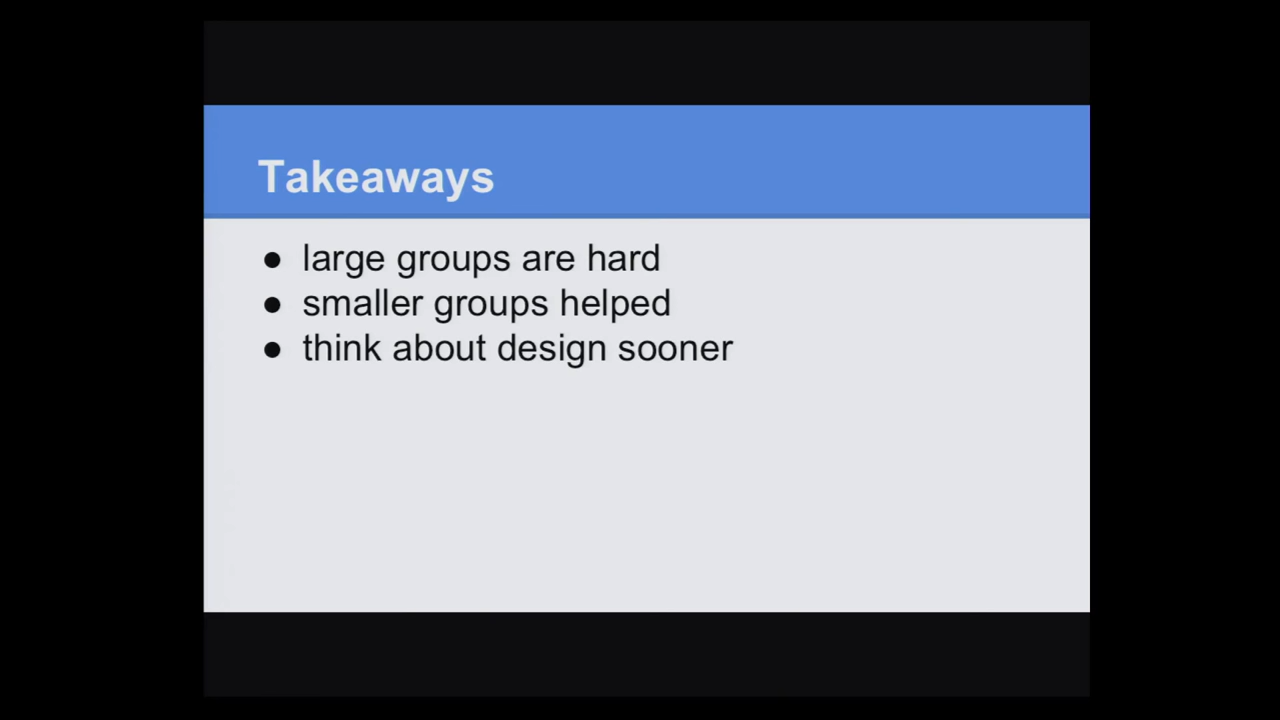 Takeaways
● large groups are hard
● smaller groups helped
● think about design sooner